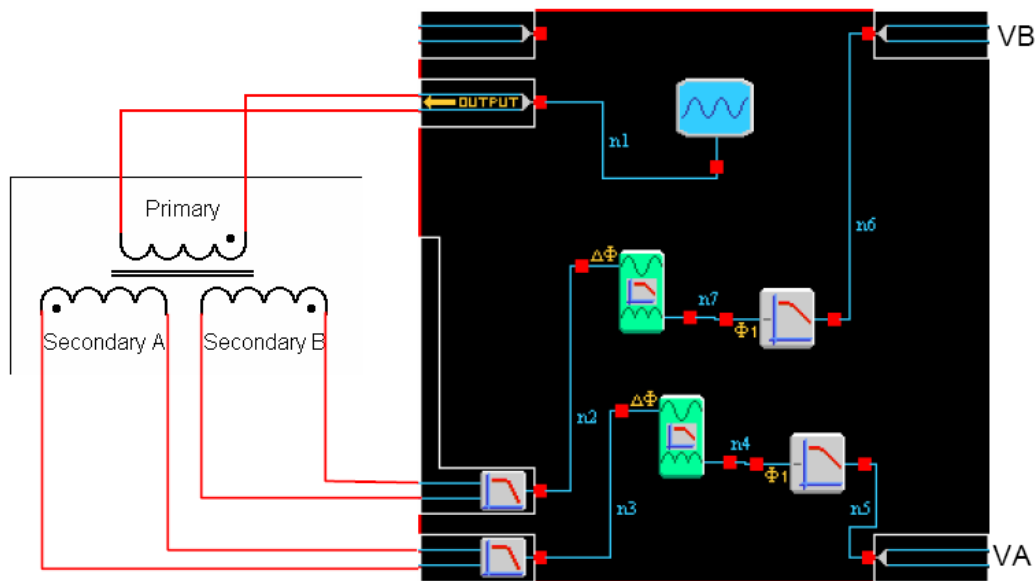 VB
OUTPUT
n1
Primary
n6
ΔΦ
n7
Φ1
Secondary A
Secondary B
ΔΦ
n2
n4
Φ1
n3
n5
VA